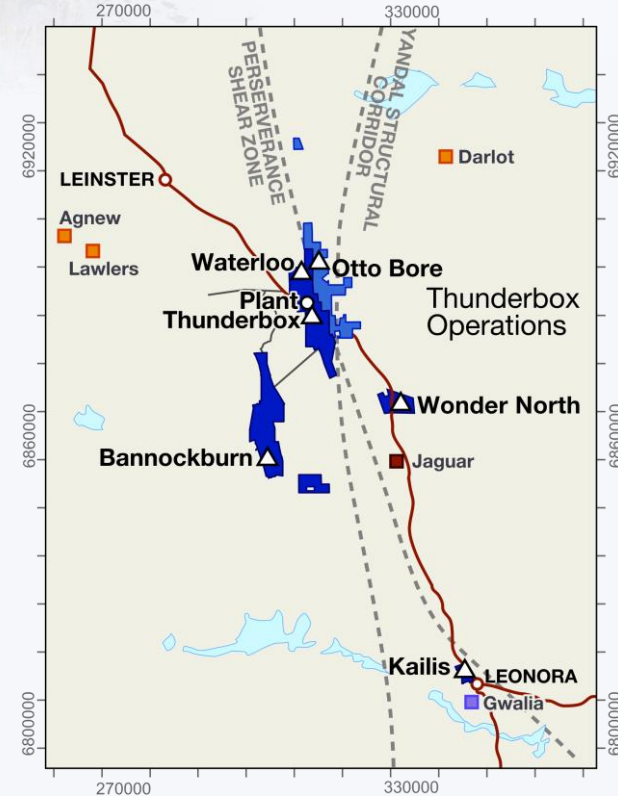 270000
330000
PERSERVERANCE
SHEAR ZONE
YANDAL STRUCTURAL
CORRIDOR
6920000
6920000
Darlot
LEINSTER
Agnew
Lawlers
Waterloo
Otto Bore
Plant
Thunderbox
Thunderbox
Operations
Wonder North
6860000
6860000
Bannockburn
Jaguar
Kailis
LEONORA
Gwalia
6800000
6800000
270000
330000